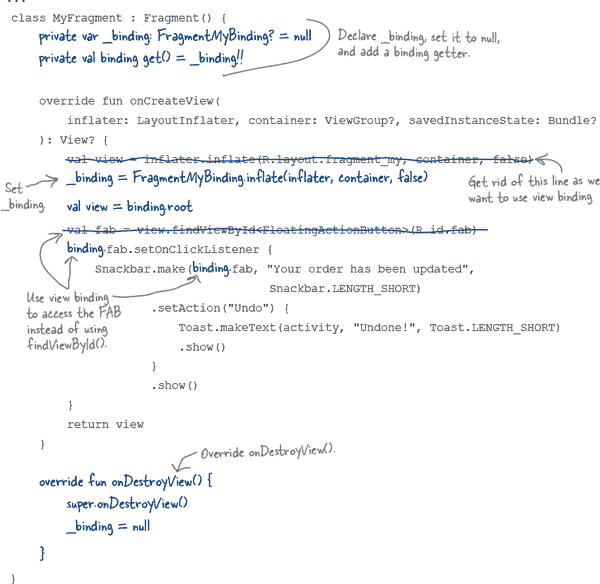 ...
class MyFragment : Fragment() {
private var _binding: FragmentMyBinding? = null
private val binding get() = _binding!!
Declare _binding, set it to null,
and add a binding getter.
override fun onCreateView(
inflater: LayoutInflater, container: ViewGroup?, savedInstanceState: Bundle?
): View? {
val view = inflater.inflate(R.layout.fragment_my, container, false)
_binding = FragmentMyBinding.inflate(inflater, container, false)
Set
_binding.
Get rid of this line as we
want to use view binding
val view = binding.root
val fab = view.findViewById<FloatingActionButton>(R.id.fab)
binding.fab.setOnClickListener {
Snackbar.make(binding.fab, "Your order has been updated",
Snackbar.LENGTH_SHORT)
Use view binding
to access the FAB
instead of using
findViewById().
.setAction("Undo") {
Toast.makeText(activity, "Undone!", Toast.LENGTH_SHORT)
.show()
}
.show()
}
return view
}
Override onDestroyView().
override fun onDestroyView() {
super.onDestroyView()
_binding = null
}
}